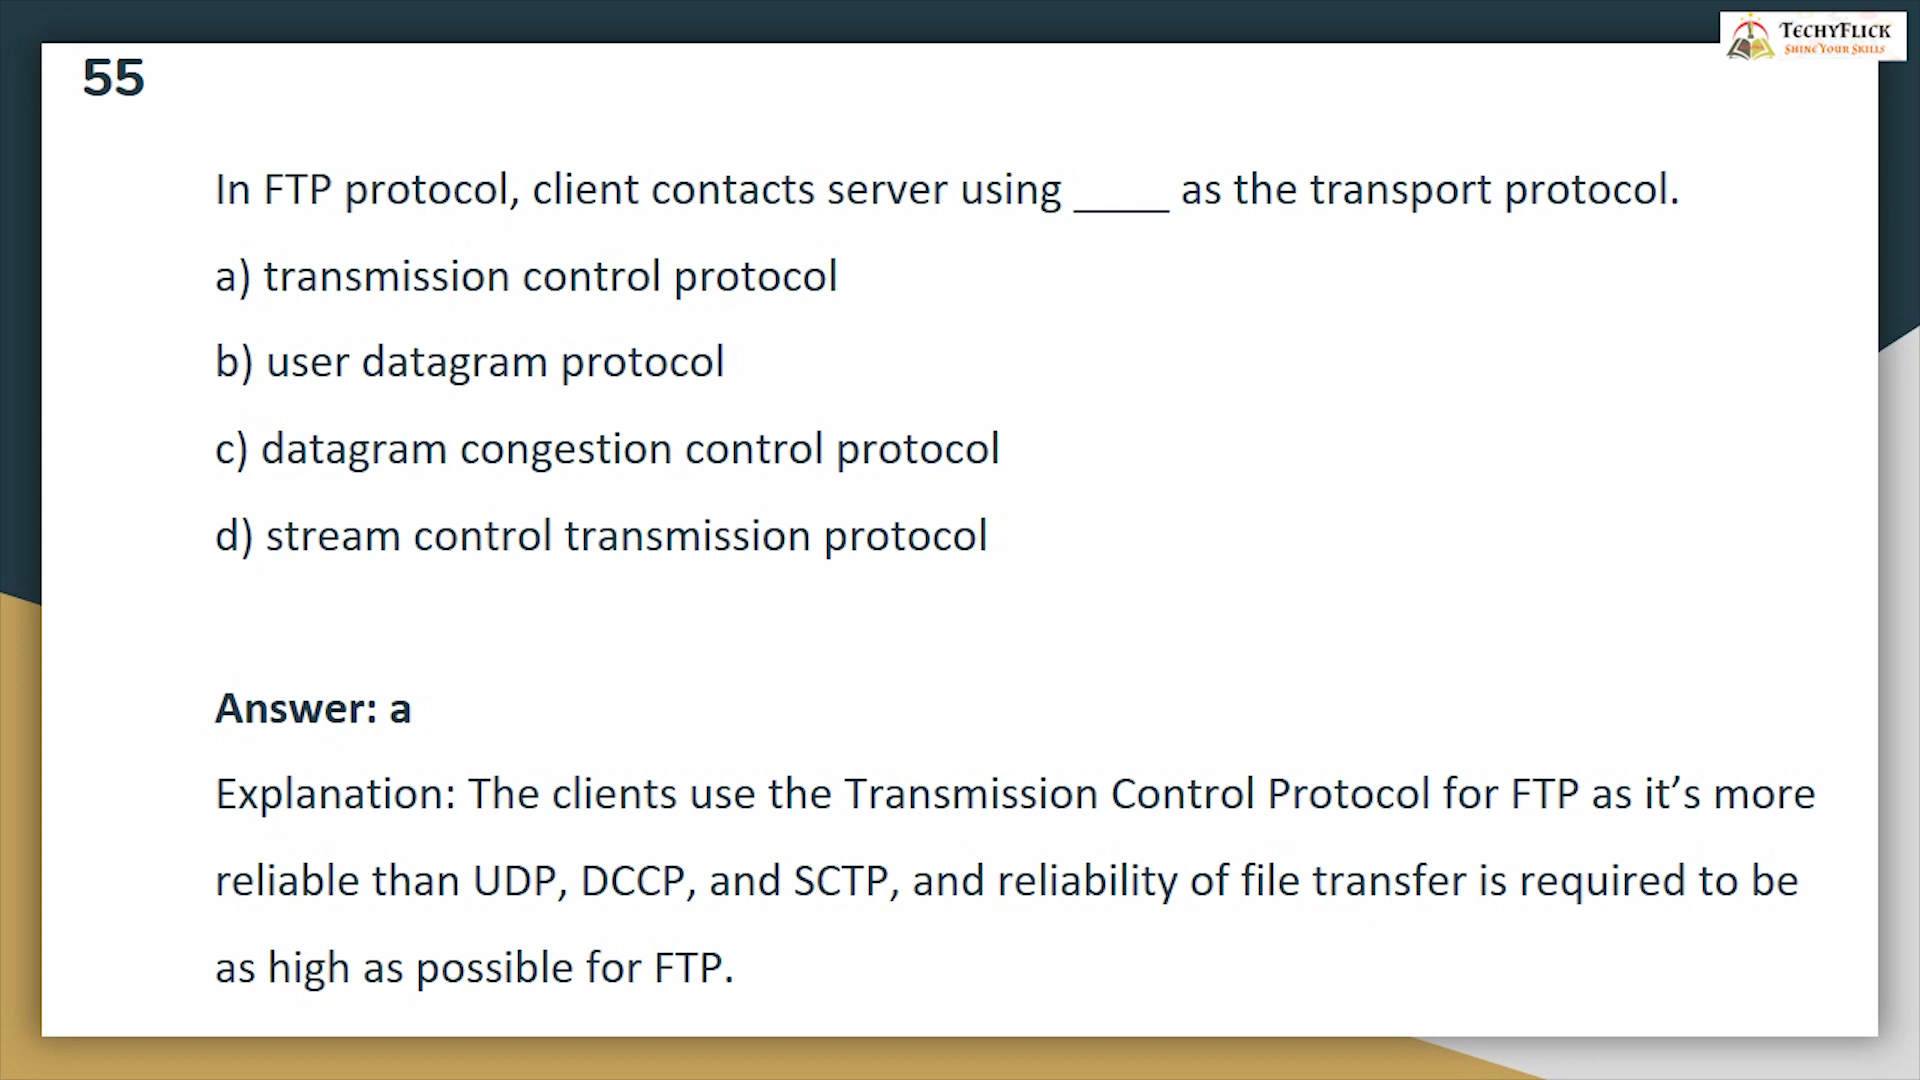 TECHYFLICK
SHINE YOUR SKILLS
55
In FTP protocol, client contacts server using ____ as the transport protocol.
a) transmission control protocol
b) user datagram protocol
c) datagram congestion control protocol
d) stream control transmission protocol
Answer: a
Explanation: The clients use the Transmission Control Protocol for FTP as it’s more
reliable than UDP, DCCP, and SCTP, and reliability of file transfer is required to be
as high as possible for FTP.